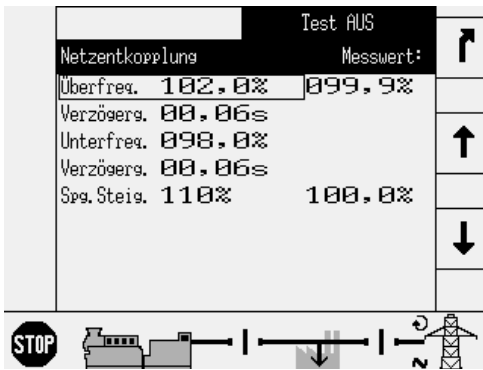 Test AUS
Netzentkopplung Messwert:
Überfreq. 102,0% 099,9%
Verzögerg. 00,06s
Unterfreq. 098,0%
Verzögerg. 00,06s
Spg.Steig. 110% 100,0%
STOP